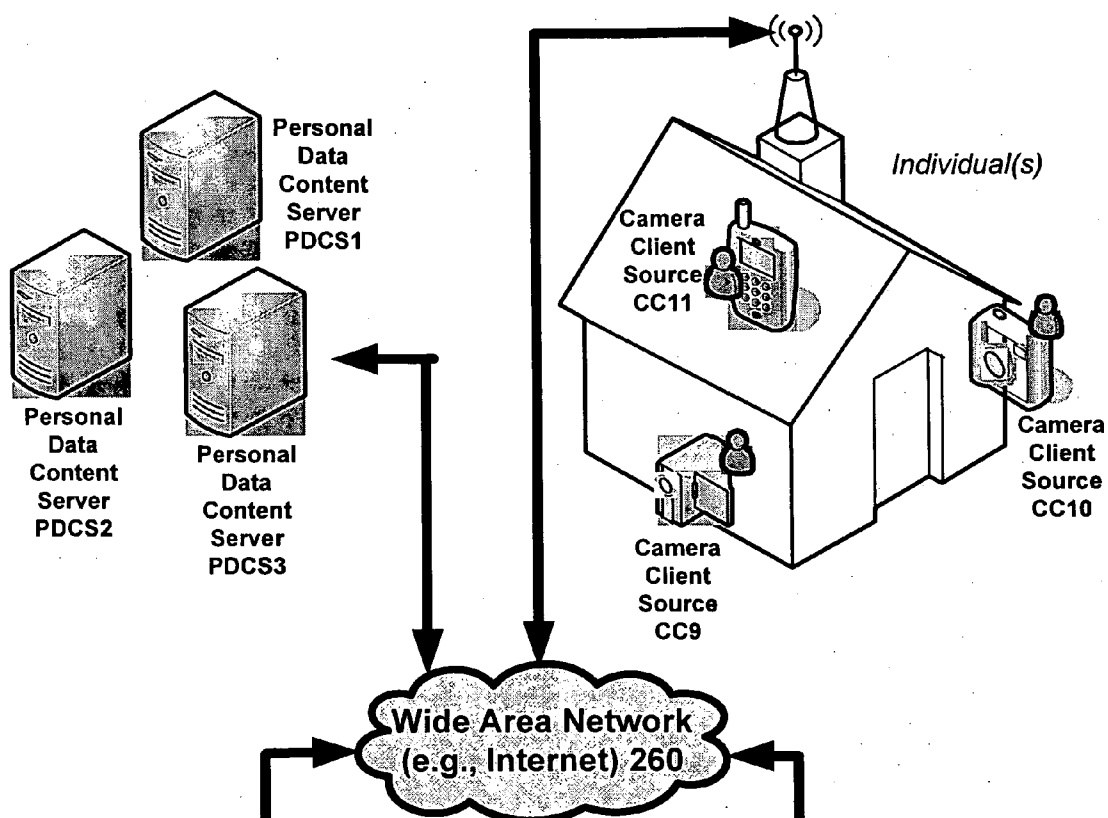 Personal
Data
Content
Server
PDCS1
Personal
Data
Content
Server
PDCS2
Personal
Data
Content
Server
PDCS3
Individual(s)
Camera
Client
Source
CC11
Camera
Client
Source
CC10
Camera
Client
Source
CC9
Wide Area Network
(e.g., Internet) 260